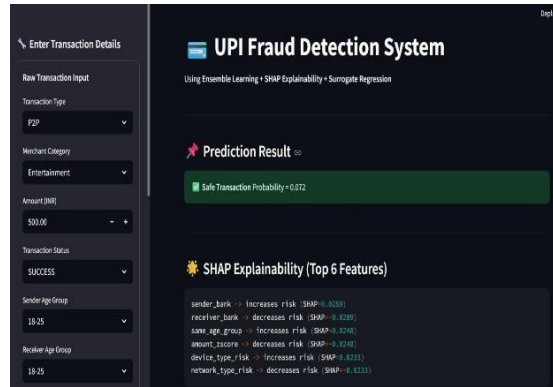 Depl
Enter Transaction Details
Raw Transaction Input
Transaction Type
P2P
Merchant Category
Entertainment
Amount (INR)
500.00
- +
Transaction Status
SUCCESS
Sender Age Group
18-25
Receiver Age Group
18-25
UPI Fraud Detection System
Using Ensemble Learning + SHAP Explainability + Surrogate Regression
Prediction Result
Safe Transaction Probability = 0.072
SHAP Explainability (Top 6 Features)
sender_bank -> increases risk (SHAP=0.0289)
receiver_bank -> decreases risk (SHAP=-0.0289)
same_age_group -> increases risk (SHAP=0.0248)
amount_zscore -> decreases risk (SHAP=-0.0248)
device_type_risk -> increases risk (SHAP=0.0233)
network_type_risk -> decreases risk (SHAP=-0.0233)